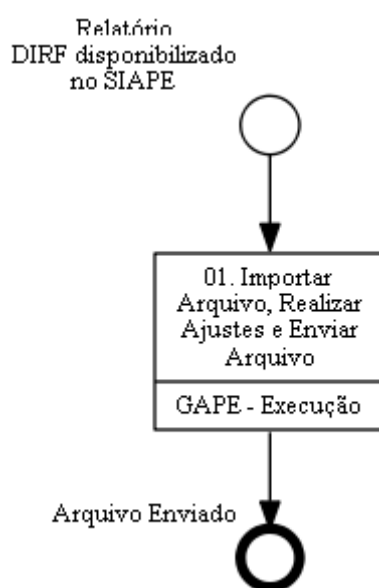 Relatório
DIRF disponibilizado
no SIAPE
01. Importar
Arquivo, Realizar
Ajustes e Enviar
Arquivo
GAPE - Execução
Arquivo Enviado